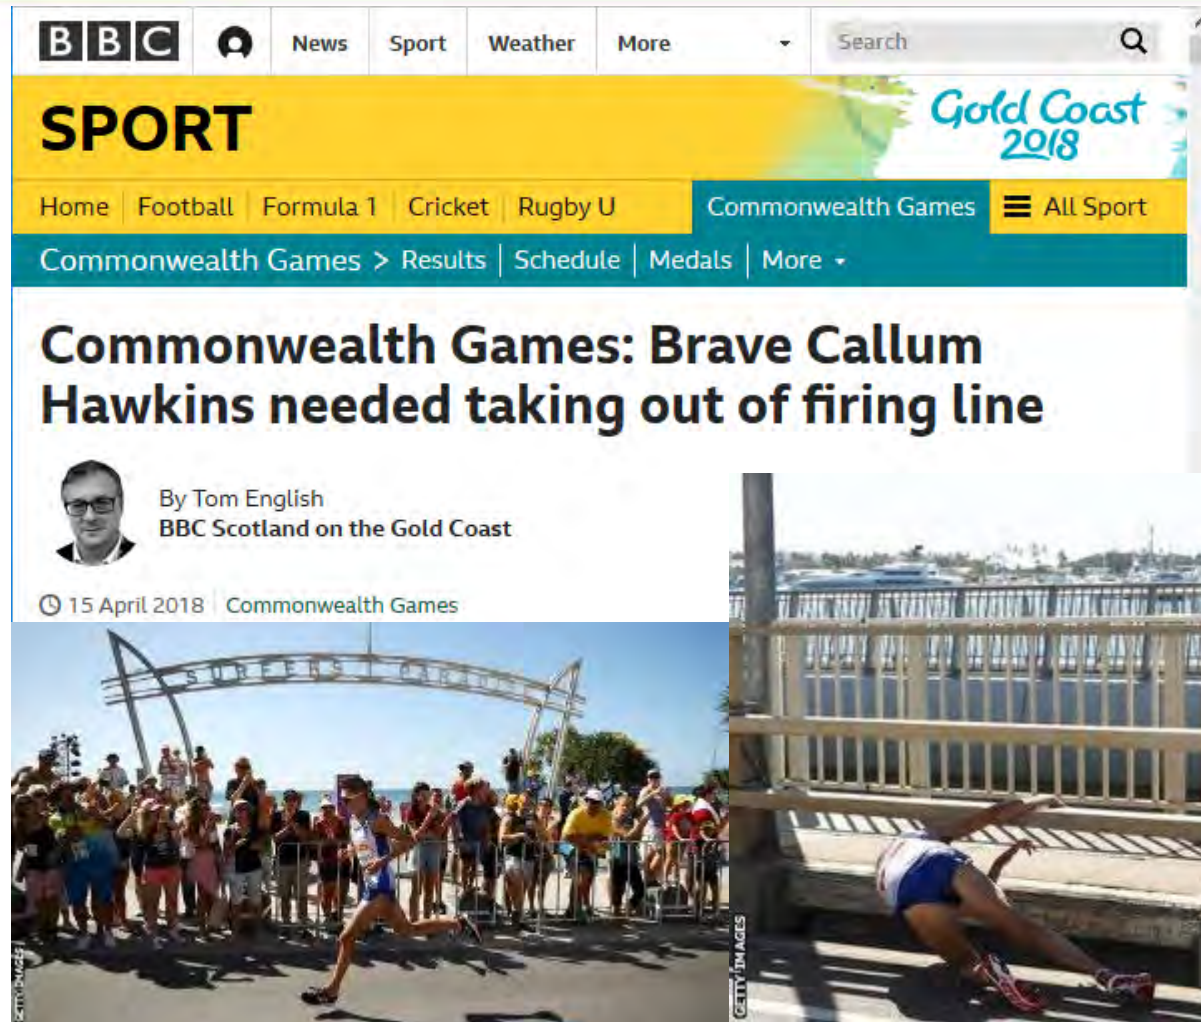 BBC News Sport Weather More Search
SPORT
Gold Coast
2018
Home Football Formula 1 Cricket Rugby U Commonwealth Games All Sport
Commonwealth Games > Results Schedule Medals More
Commonwealth Games: Brave Callum
Hawkins needed taking out of firing line
By Tom English
BBC Scotland on the Gold Coast
15 April 2018 Commonwealth Games
SURFERS
GETTY IMAGES
GETTY IMAGES